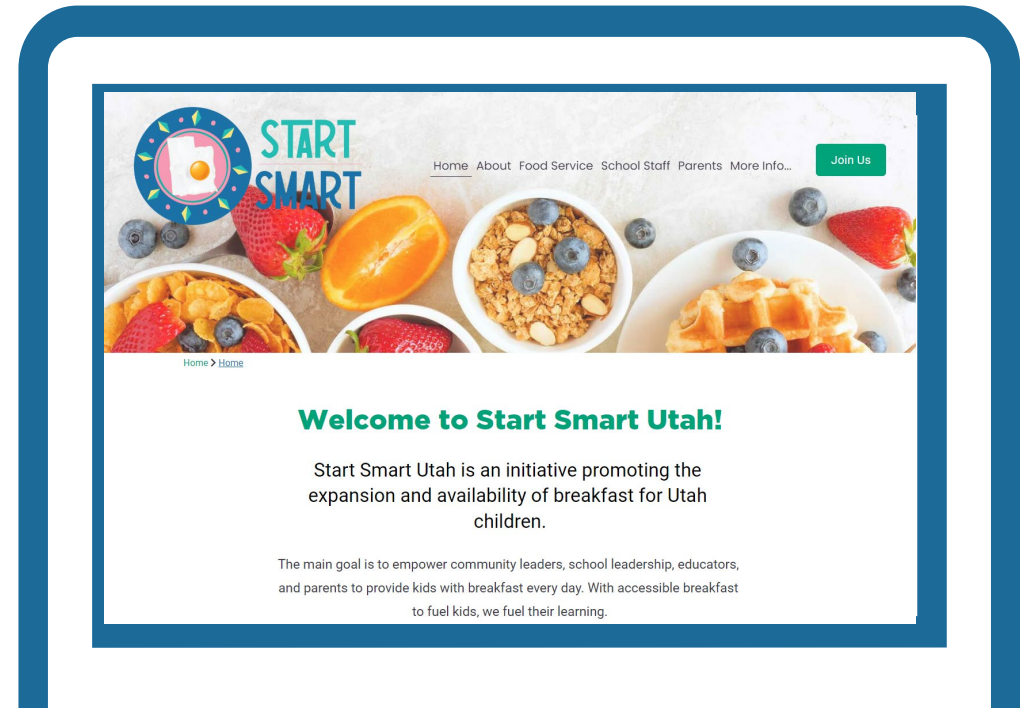 START
SMART
Home About Food Service School Staff Parents More Info...
Join Us
Home > Home
Welcome to Start Smart Utah!
Start Smart Utah is an initiative promoting the
expansion and availability of breakfast for Utah
children.
The main goal is to empower community leaders, school leadership, educators,
and parents to provide kids with breakfast every day. With accessible breakfast
to fuel kids, we fuel their learning.